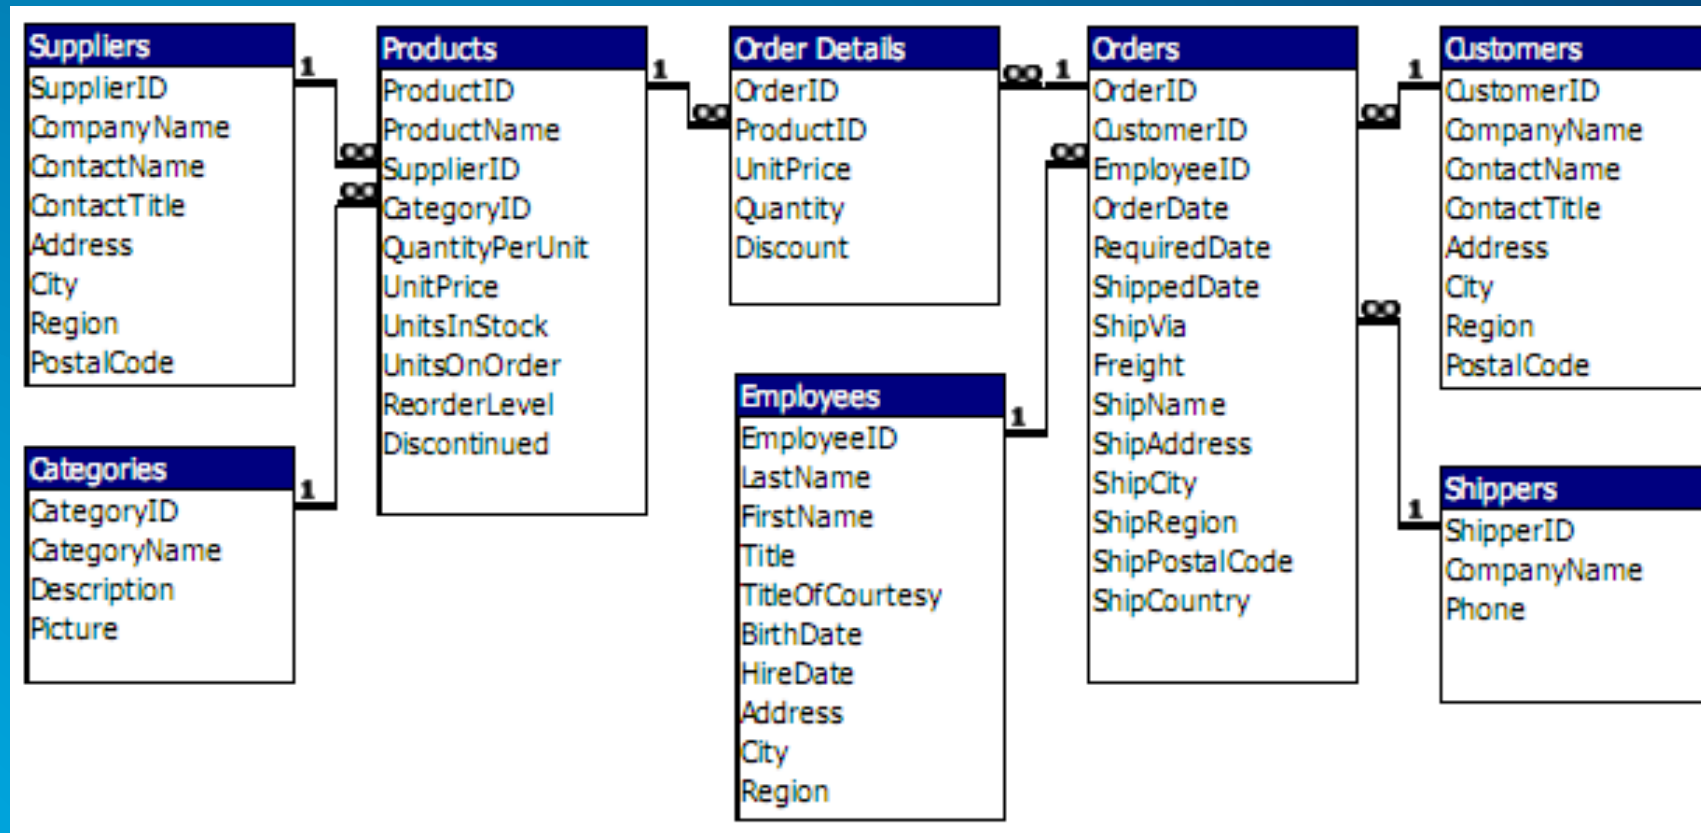 Suppliers
SupplierID
CompanyName
ContactName
ContactTitle
Address
City
Region
PostalCode
1
∞
∞
Categories
CategoryID
CategoryName
Description
Picture
1
Products
ProductID
ProductName
SupplierID
CategoryID
QuantityPerUnit
UnitPrice
UnitsInStock
UnitsOnOrder
ReorderLevel
Discontinued
1
∞
Order Details
OrderID
ProductID
UnitPrice
Quantity
Discount
∞ 1
∞
Employees
EmployeeID
LastName
FirstName
Title
TitleOfCourtesy
BirthDate
HireDate
Address
City
Region
1
Orders
OrderID
CustomerID
EmployeeID
OrderDate
RequiredDate
ShippedDate
ShipVia
Freight
ShipName
ShipAddress
ShipCity
ShipRegion
ShipPostalCode
ShipCountry
1
∞
∞
1
Customers
CustomerID
CompanyName
ContactName
ContactTitle
Address
City
Region
PostalCode
Shippers
ShipperID
CompanyName
Phone